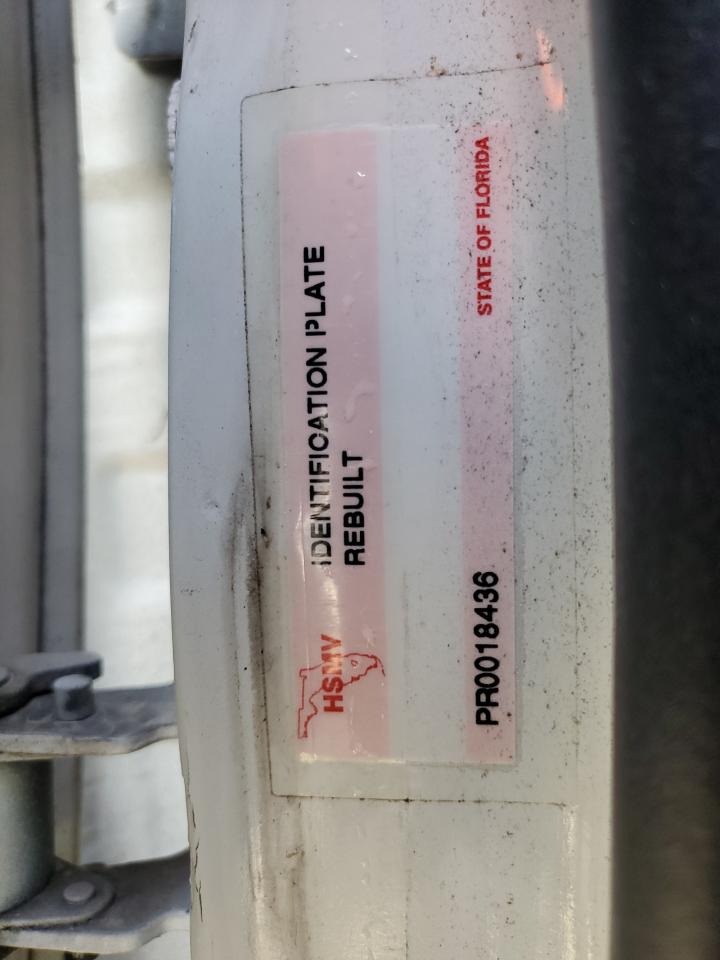 IDENTIFICATION PLATE
REBUILT
HSMV
PR0018436
STATE OF FLORIDA